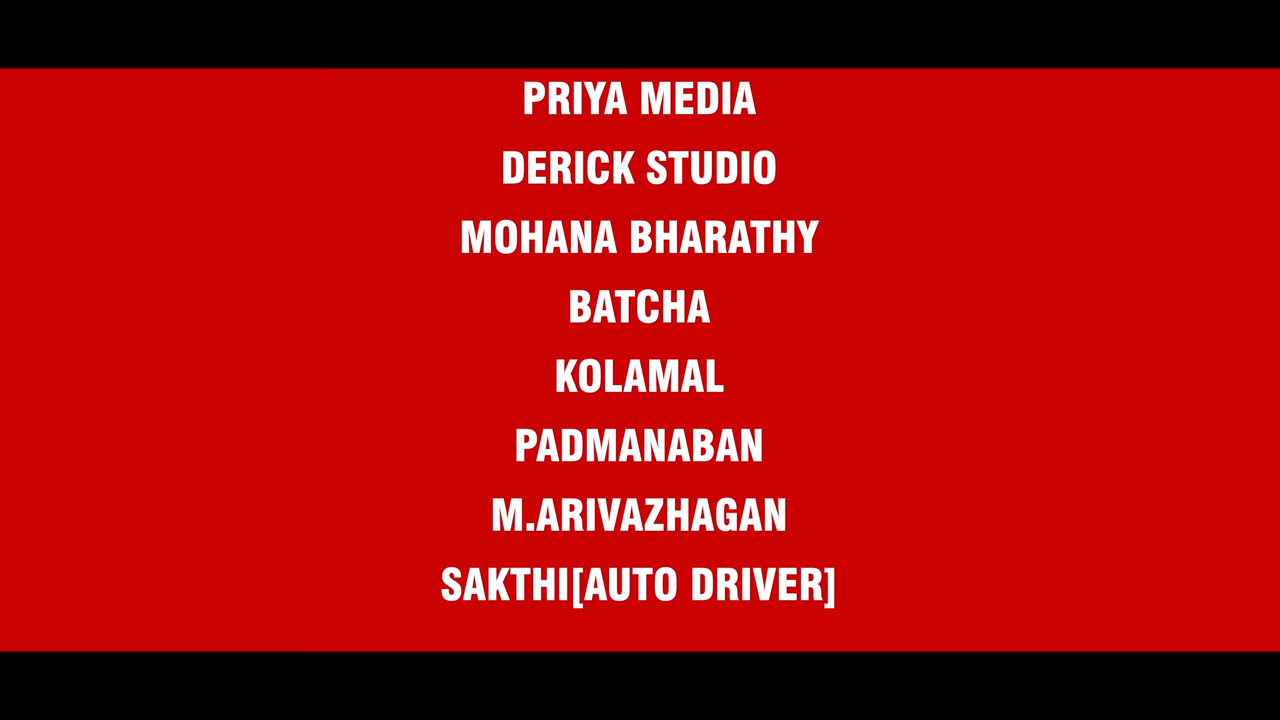 PRIYA MEDIA
DERICK STUDIO
MOHANA BHARATHY
BATCHA
KOLAMAL
PADMANABAN
M.ARIVAZHAGAN
SAKTHI[AUTO DRIVER]